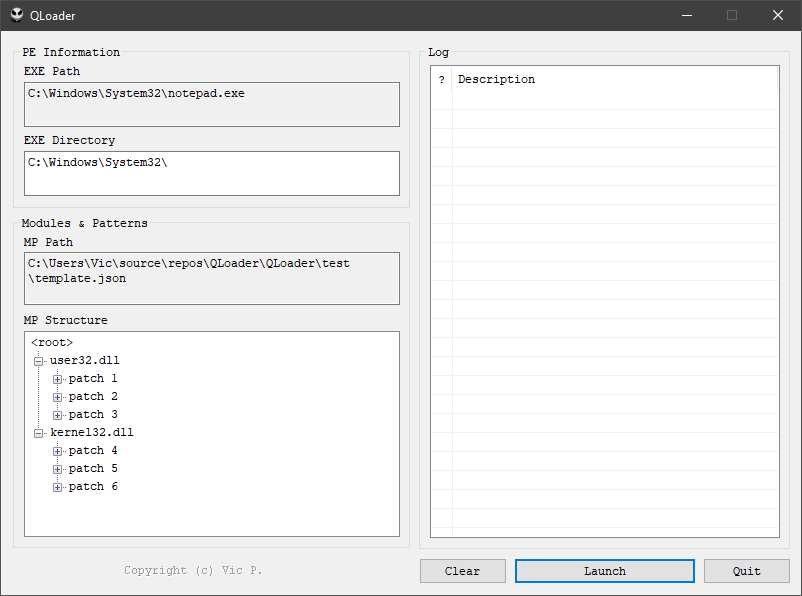 QLoader
PE Information
EXE Path
C:\Windows\System32\notepad.exe
EXE Directory
C:\Windows\System32\
Modules & Patterns
MP Path
C:\Users\Vic\source\repos\QLoader\QLoader\test
\template.json
MP Structure
<root>
user32.dll
patch 1
patch 2
patch 3
kernel32.dll
patch 4
patch 5
patch 6
Copyright (c) Vic P.
Log
? Description
Clear Launch Quit